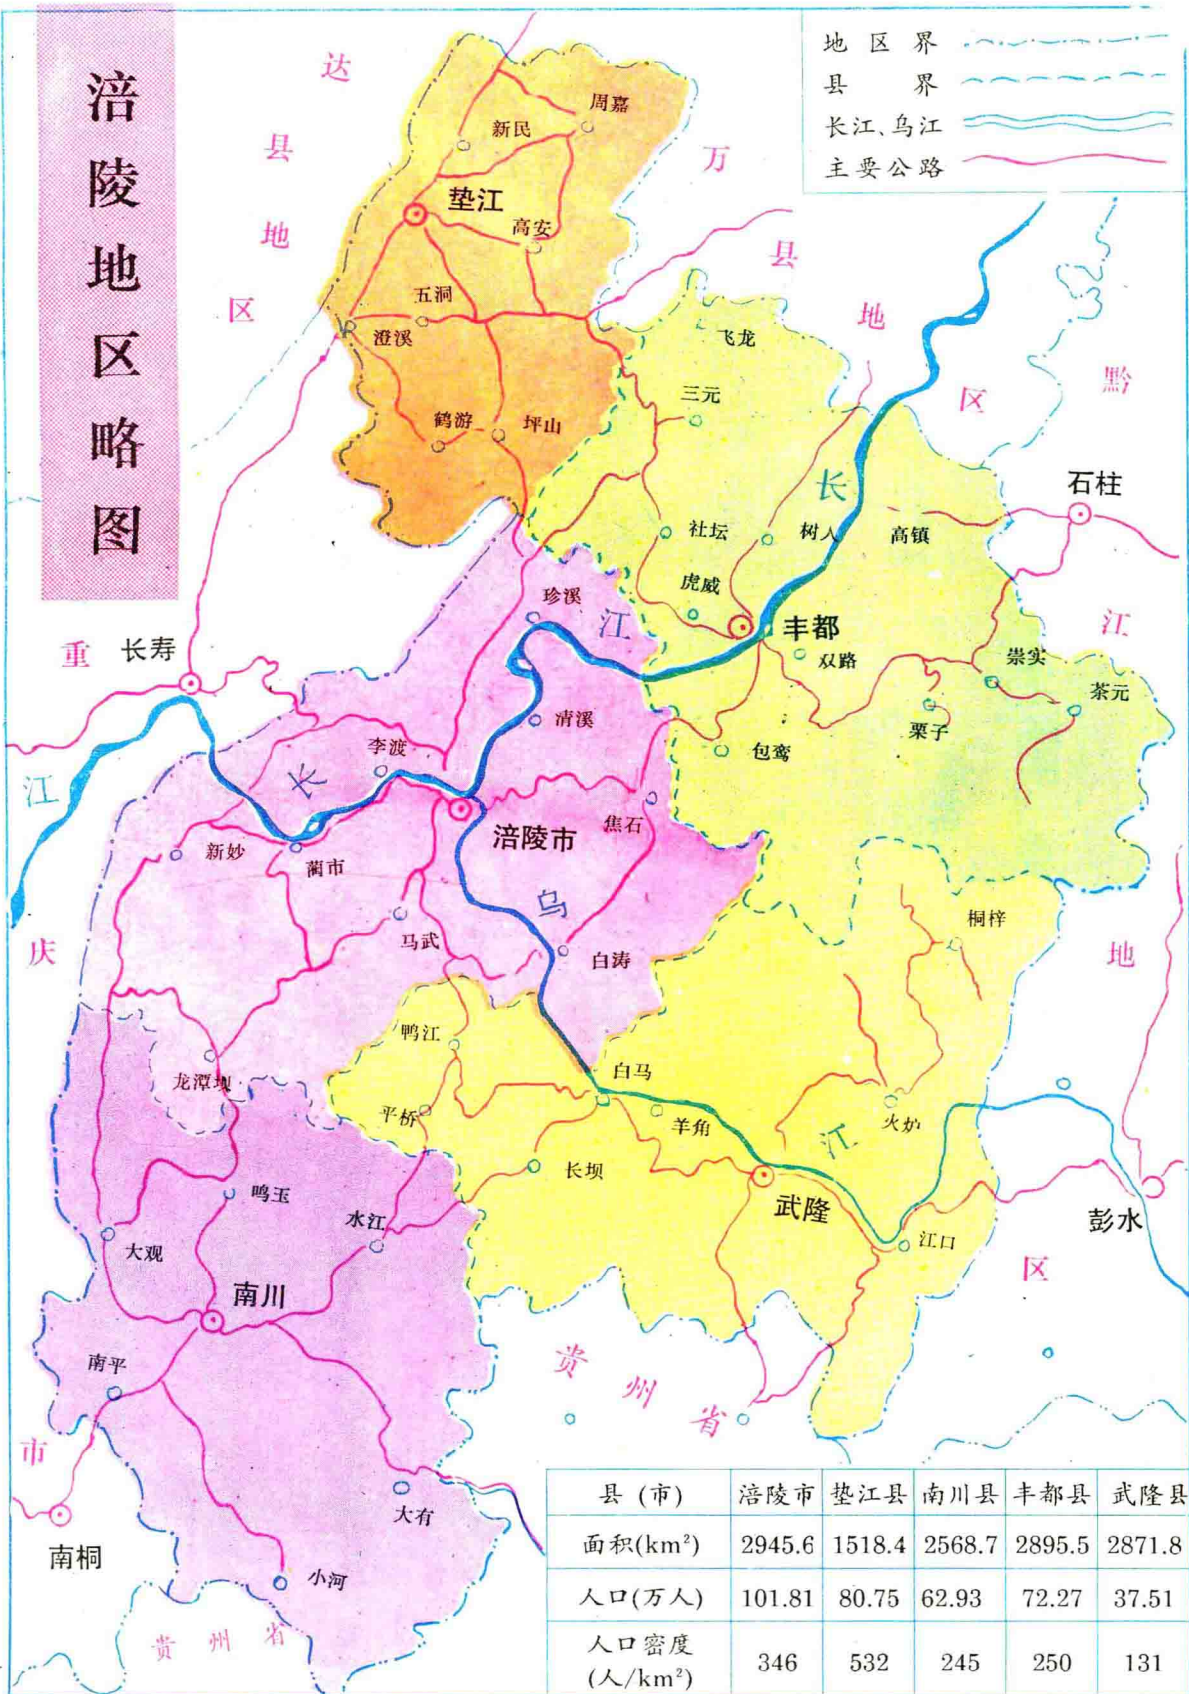 涪陵地区略图
地区界
县界
长江、乌江
主要公路
达县地区
万县地区
黔江地区
重庆市
贵州省
贵州省
周嘉
新民
垫江
高安
五洞
澄溪
鹤游
坪山
飞龙
三元
石柱
长江
社坛
树人
高镇
虎威
珍溪
丰都
双路
崇实
茶元
栗子
包鸾
长寿
清溪
李渡
长江
涪陵市
焦石
新妙
蔺市
乌江
马武
白涛
桐梓
鸭江
龙潭坝
平桥
白马
羊角
火炉
长坝
武隆
江口
彭水
鸣玉
水江
大观
南川
南平
大有
南桐
小河
县(市) 涪陵市 垫江县 南川县 丰都县 武隆县
面积(km²) 2945.6 1518.4 2568.7 2895.5 2871.8
人口(万人) 101.81 80.75 62.93 72.27 37.51
人口密度
(人/km²) 346 532 245 250 131